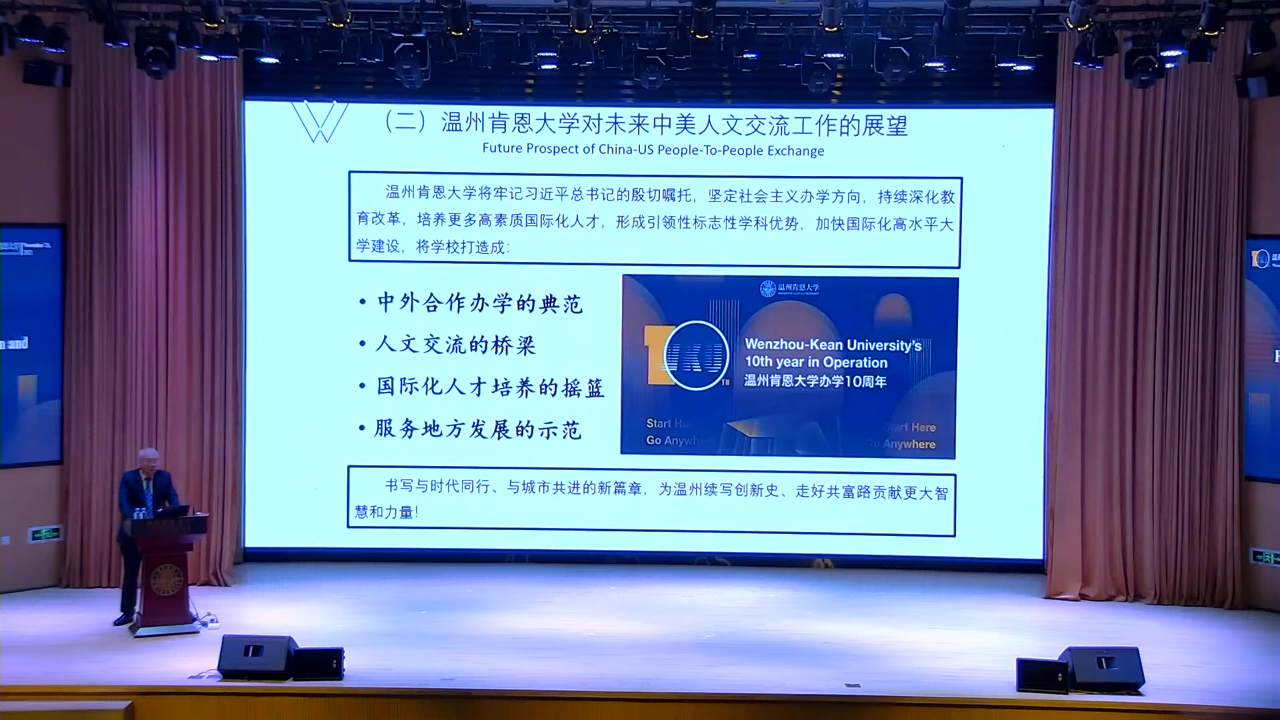 （二）温州肯恩大学对未来中美人文交流工作的展望
Future Prospect of China-US People-To-People Exchange
温州肯恩大学将牢记习近平总书记的殷切嘱托，坚定社会主义办学方向，持续深化教
育改革，培养更多高素质国际化人才，形成引领性标志性学科优势，加快国际化高水平大
学建设，将学校打造成：
• 中外合作办学的典范
• 人文交流的桥梁
• 国际化人才培养的摇篮
• 服务地方发展的示范
温州肯恩大学
Wenzhou-Kean University's
10th year in Operation
温州肯恩大学办学10周年
Start
Go
Start Here
Go Anywhere
书写与时代同行、与城市共进的新篇章，为温州续写创新史、走好共富路贡献更大智
慧和力量！
and